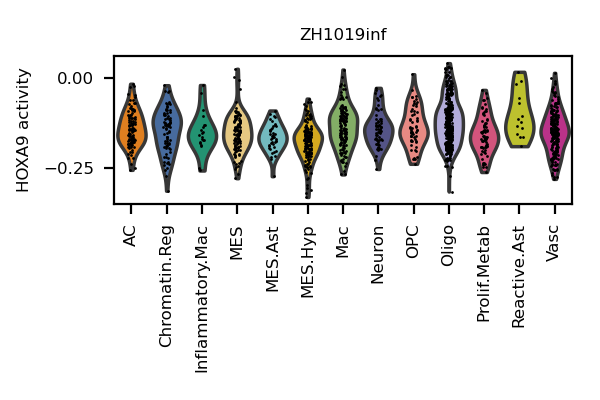 ZH1019inf
HOXA9 activity
0.00
−0.25
AC
Chromatin.Reg
Inflammatory.Mac
MES
MES.Ast
MES.Hyp
Mac
Neuron
OPC
Oligo
Prolif.Metab
Reactive.Ast
Vasc